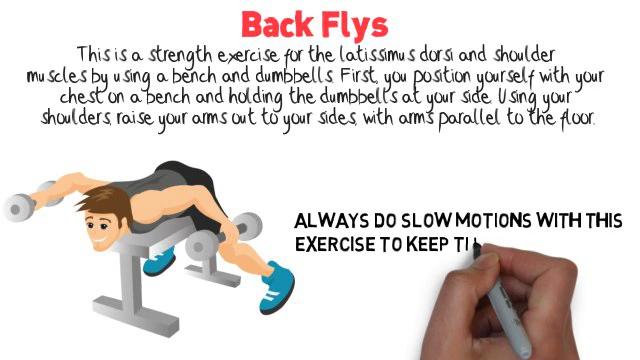 Back Flys
This is a strength exercise for the latissimus dorsi and shoulder
muscles by using a bench and dumbbells. First, you position yourself with your
chest on a bench and holding the dumbbells at your side. Using your
shoulders, raise your arms out to your sides, with arms parallel to the floor.
ALWAYS DO SLOW MOTIONS WITH THIS
EXERCISE TO KEEP